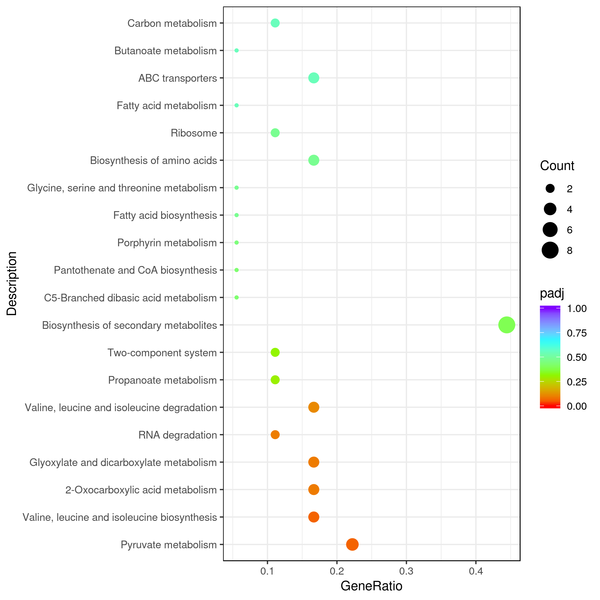 Carbon metabolism
Butanoate metabolism
ABC transporters
Fatty acid metabolism
Ribosome
Biosynthesis of amino acids
Glycine, serine and threonine metabolism
Fatty acid biosynthesis
Porphyrin metabolism
Pantothenate and CoA biosynthesis
C5-Branched dibasic acid metabolism
Biosynthesis of secondary metabolites
Two-component system
Propanoate metabolism
Valine, leucine and isoleucine degradation
RNA degradation
Glyoxylate and dicarboxylate metabolism
2-Oxocarboxylic acid metabolism
Valine, leucine and isoleucine biosynthesis
Pyruvate metabolism
Description
0.1 0.2 0.3 0.4
GeneRatio
Count
2
4
6
8
padj
1.00
0.75
0.50
0.25
0.00